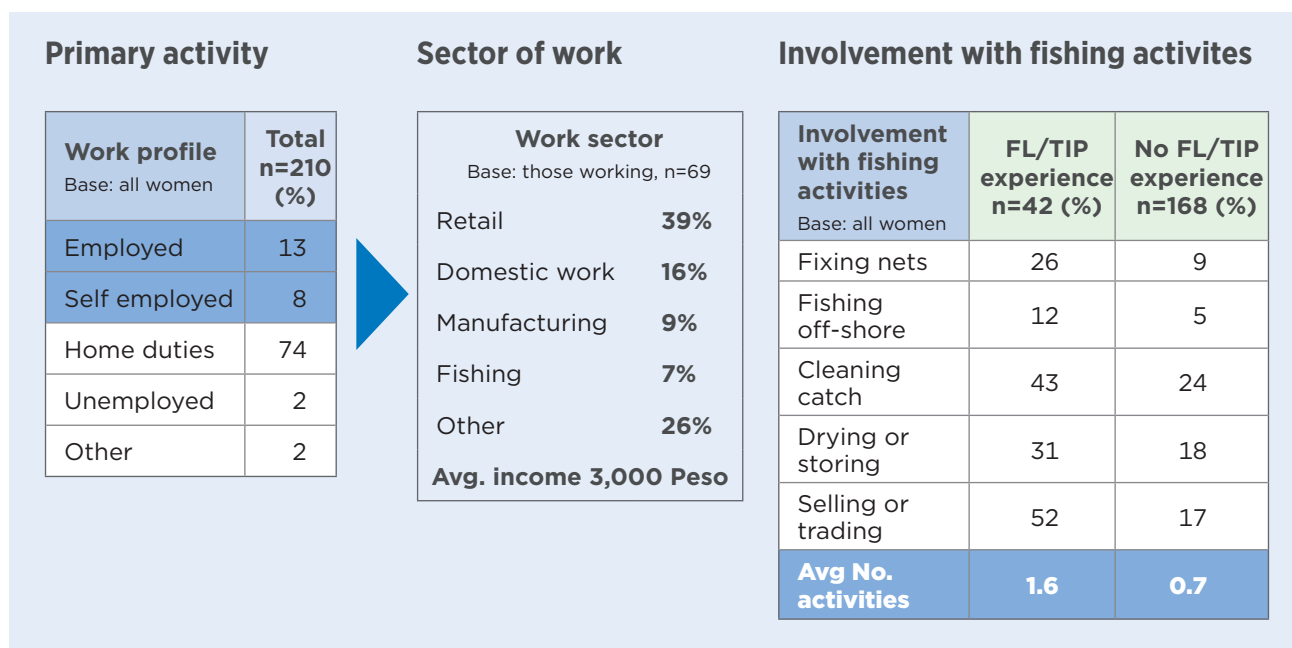 Primary activity
Work profile
Base: all women
Total
n=210
(%)
Employed 13
Self employed 8
Home duties 74
Unemployed 2
Other 2
Sector of work
Work sector
Base: those working, n=69
Retail 39%
Domestic work 16%
Manufacturing 9%
Fishing 7%
Other 26%
Avg. income 3,000 Peso
Involvement with fishing activites
Involvement
with fishing
activities
Base: all women
FL/TIP
experience
n=42 (%)
No FL/TIP
experience
n=168 (%)
Fixing nets 26 9
Fishing
off-shore 12 5
Cleaning
catch 43 24
Drying or
storing 31 18
Selling or
trading 52 17
Avg No.
activities 1.6 0.7